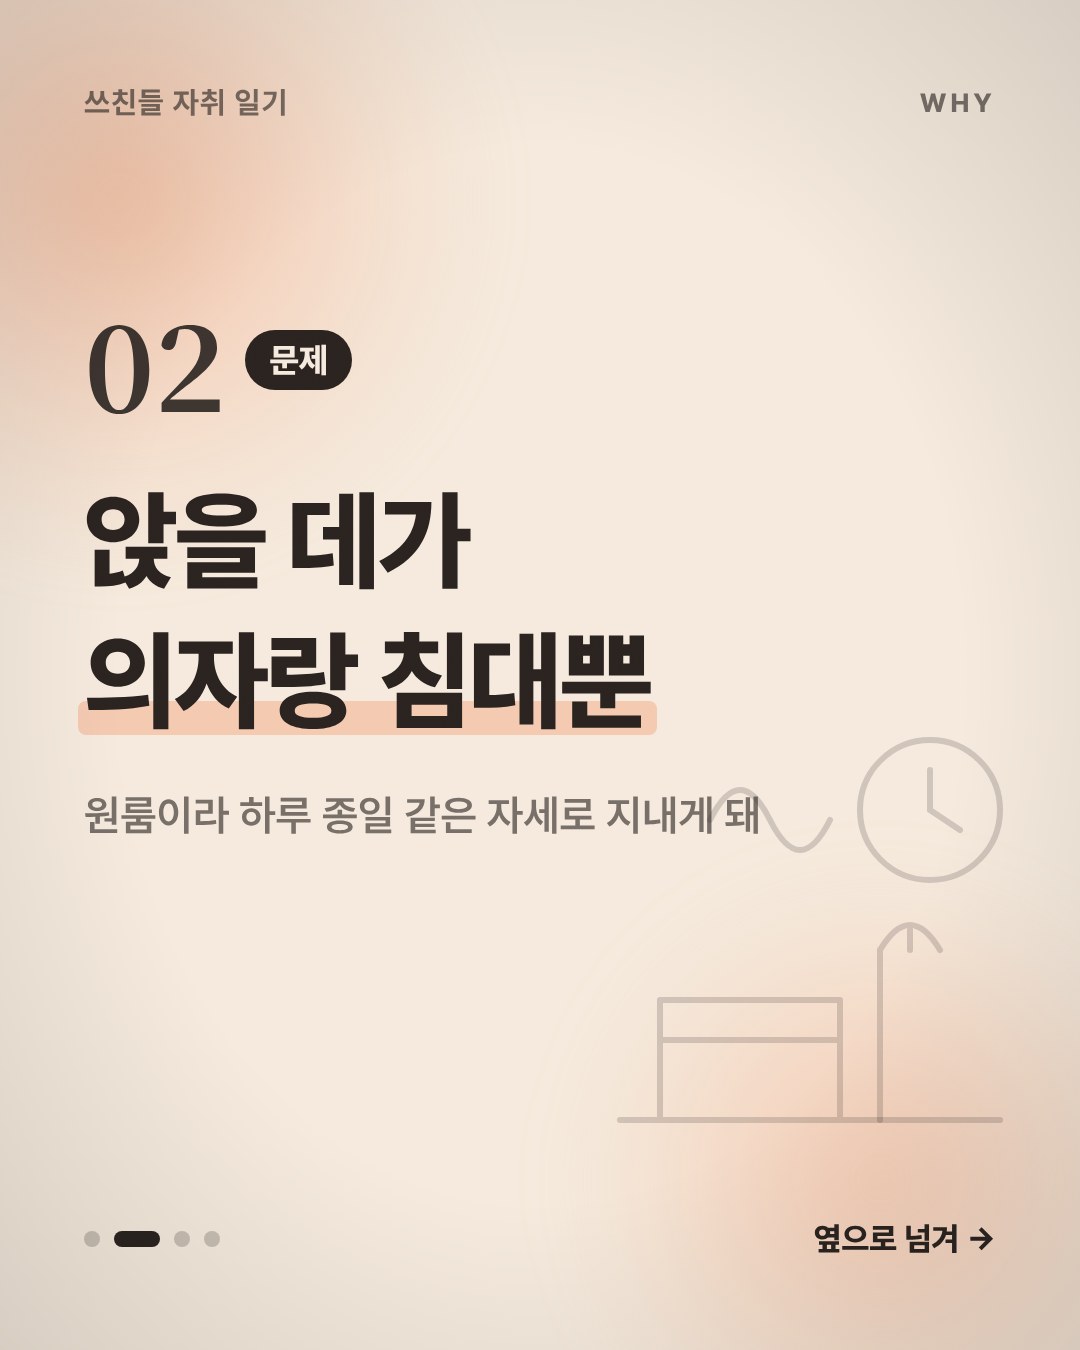 쓰친들 자취 일기
WHY
02
문제
앉을 데가
의자랑 침대뿐
원룸이라 하루 종일 같은 자세로 지내게 돼
옆으로 넘겨 →